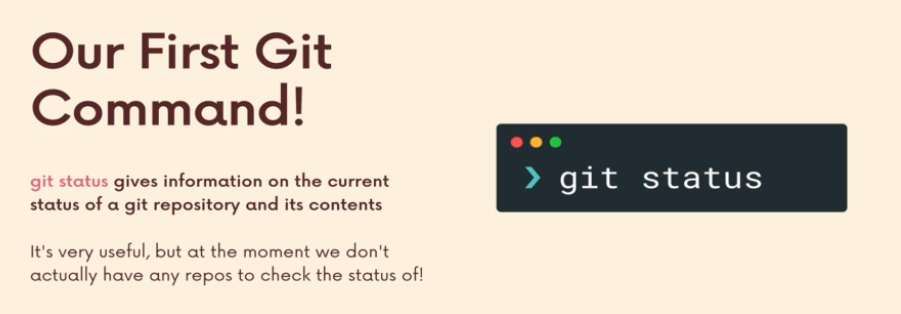 Our First Git
Command!
git status gives information on the current
status of a git repository and its contents
It's very useful, but at the moment we don't
actually have any repos to check the status of!
❯ git status